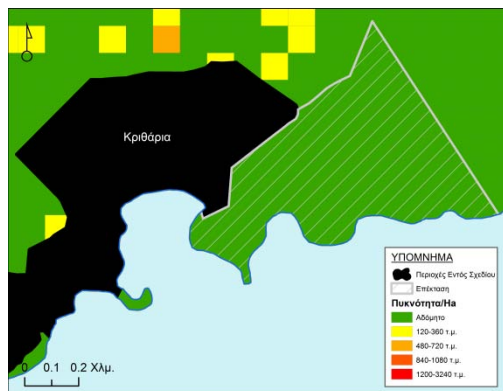 Κριθάρια
ΥΠΟΜΝΗΜΑ
Περιοχές Εντός Σχεδίου
Επέκταση
Πυκνότητα/Ha
Αδόμητο
120-360 τ.μ.
480-720 τ.μ.
840-1080 τ.μ.
1200-3240 τ.μ.
0 0.1 0.2 Χλμ.